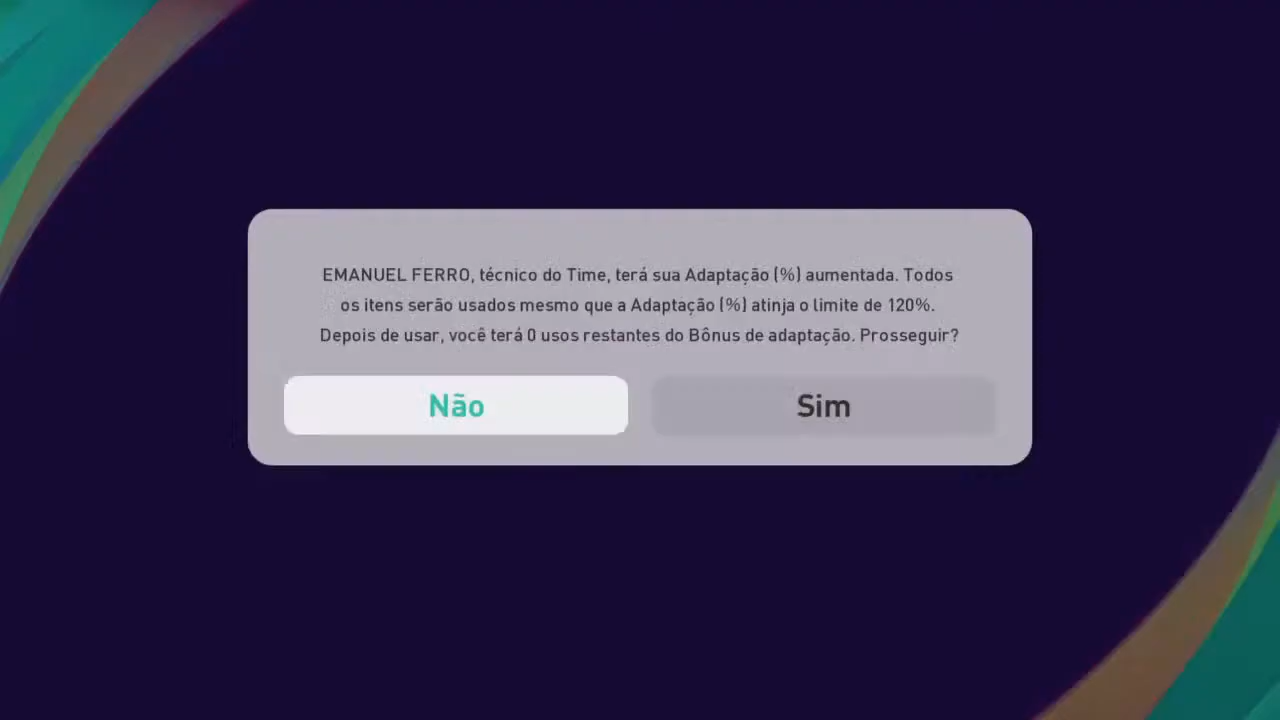 EMANUEL FERRO, técnico do Time, terá sua Adaptação (%) aumentada. Todos
os itens serão usados mesmo que a Adaptação (%) atinja o limite de 120%.
Depois de usar, você terá 0 usos restantes do Bônus de adaptação. Prosseguir?
Não Sim